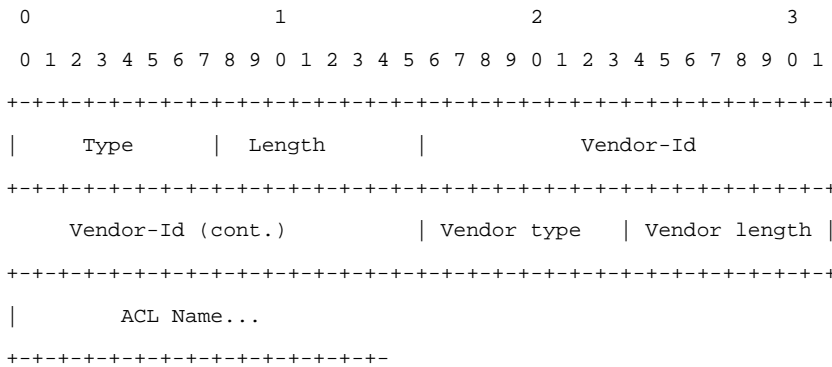 0                   1                   2                   3
0 1 2 3 4 5 6 7 8 9 0 1 2 3 4 5 6 7 8 9 0 1 2 3 4 5 6 7 8 9 0 1
+-+-+-+-+-+-+-+-+-+-+-+-+-+-+-+-+-+-+-+-+-+-+-+-+-+-+-+-+-+-+-+-+
|     Type      |  Length       |            Vendor-Id
+-+-+-+-+-+-+-+-+-+-+-+-+-+-+-+-+-+-+-+-+-+-+-+-+-+-+-+-+-+-+-+-+
     Vendor-Id (cont.)          | Vendor type   | Vendor length |
+-+-+-+-+-+-+-+-+-+-+-+-+-+-+-+-+-+-+-+-+-+-+-+-+-+-+-+-+-+-+-+-+
|        ACL Name...
+-+-+-+-+-+-+-+-+-+-+-+-+-+-+-